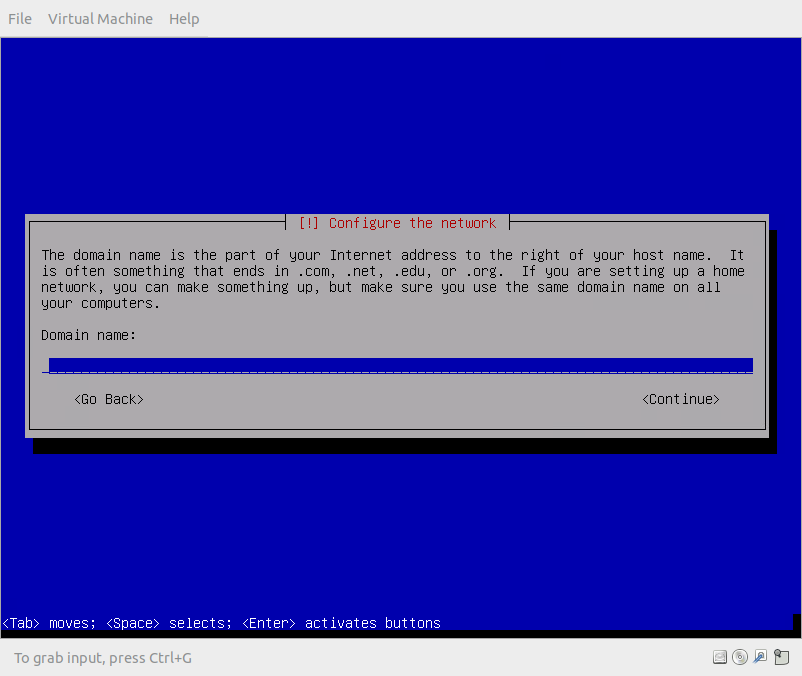 File Virtual Machine Help
[!] Configure the network
The domain name is the part of your Internet address to the right of your host name.  It
is often something that ends in .com, .net, .edu, or .org.  If you are setting up a home
network, you can make something up, but make sure you use the same domain name on all
your computers.
Domain name:
<Go Back> <Continue>
<Tab> moves; <Space> selects; <Enter> activates buttons
To grab input, press Ctrl+G